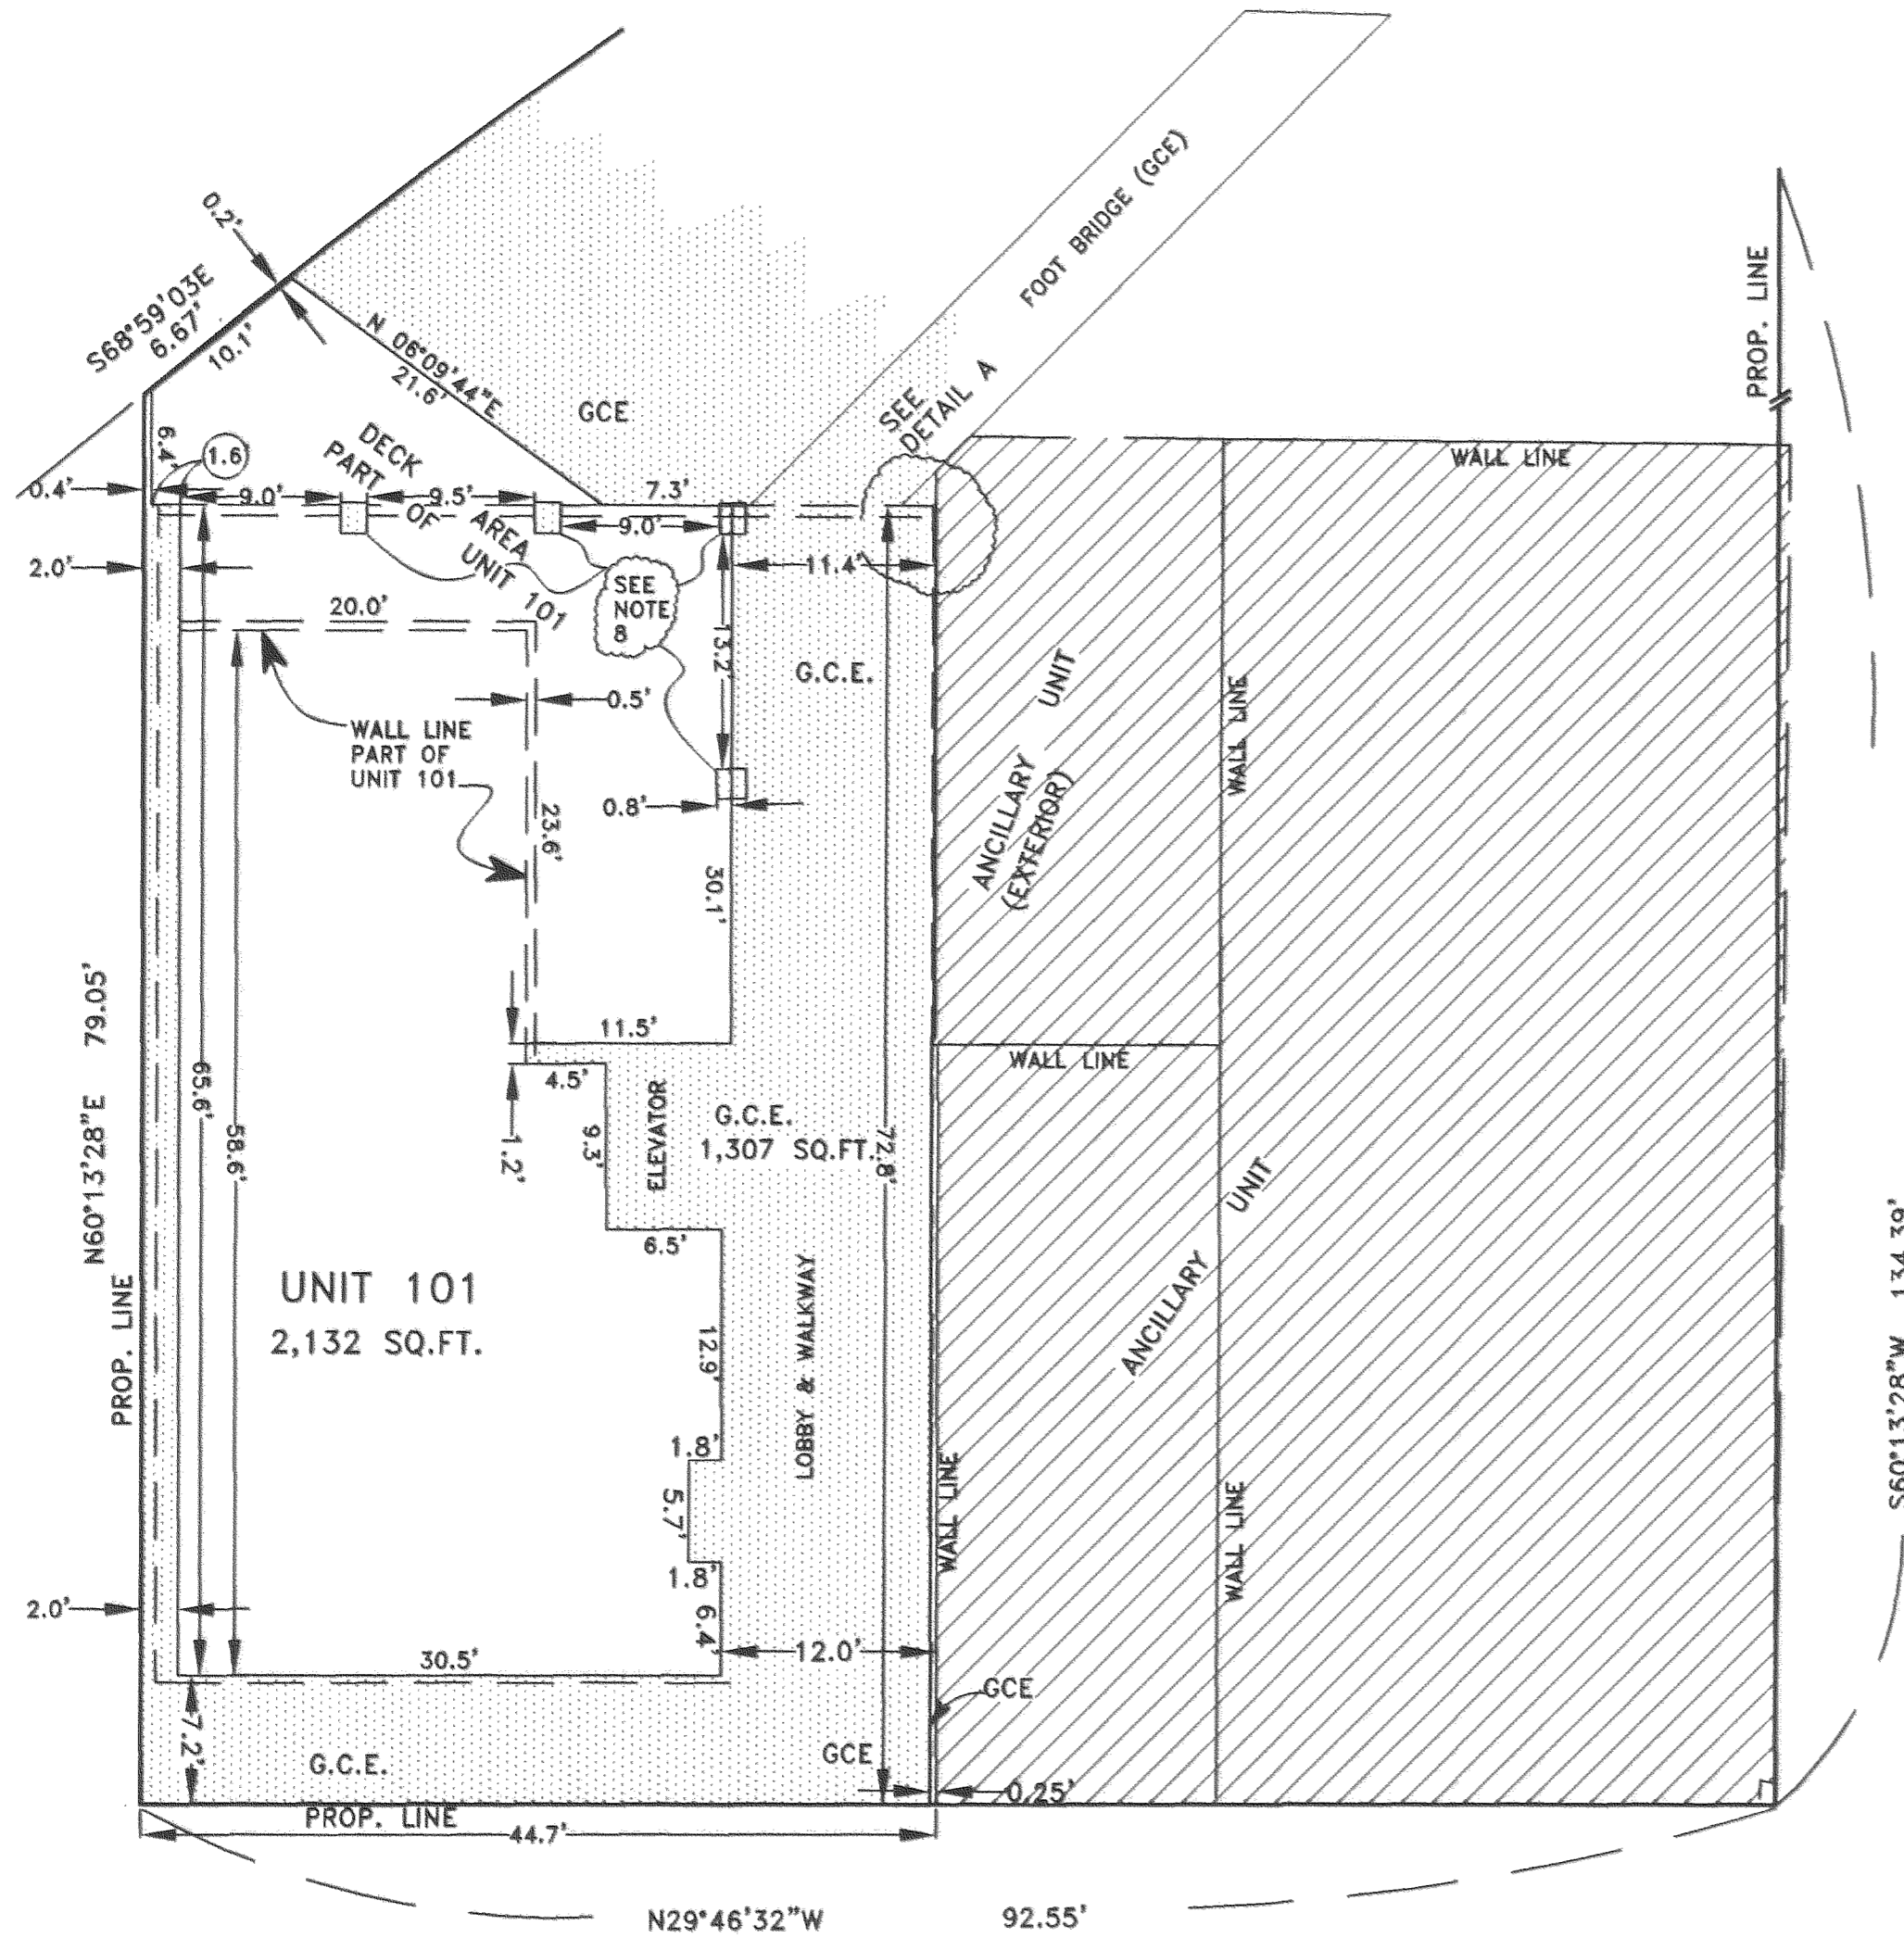 FOOT BRIDGE (GCE)
0.2'
S68°59'03E
6.67'
10.1'
N 06°09'44"E
21.6'
GCE
SEE
DETAIL A
PROP. LINE
WALL LINE
6.4'
1.6
DECK AREA
PART OF UNIT 101
0.4'
9.0'
9.5'
7.3'
9.0'
2.0'
11.4'
20.0'
SEE
NOTE
8
13.2'
G.C.E.
0.5'
WALL LINE
PART OF
UNIT 101
0.8'
23.6'
30.1'
ANCILLARY UNIT
(EXTERIOR)
WALL LINE
N60°13'28"E 79.05'
PROP. LINE
65.6'
58.6'
11.5'
4.5'
1.2'
9.3'
ELEVATOR
G.C.E.
1,307 SQ.FT.
72.8'
WALL LINE
6.5'
UNIT 101
2,132 SQ.FT.
12.9'
LOBBY & WALKWAY
ANCILLARY UNIT
S60°13'28"W 134.39'
1.8'
5.7'
1.8'
6.4'
WALL LINE
WALL LINE
2.0'
30.5'
12.0'
GCE
7.2'
G.C.E.
GCE
0.25'
PROP. LINE
44.7'
N29°46'32"W 92.55'